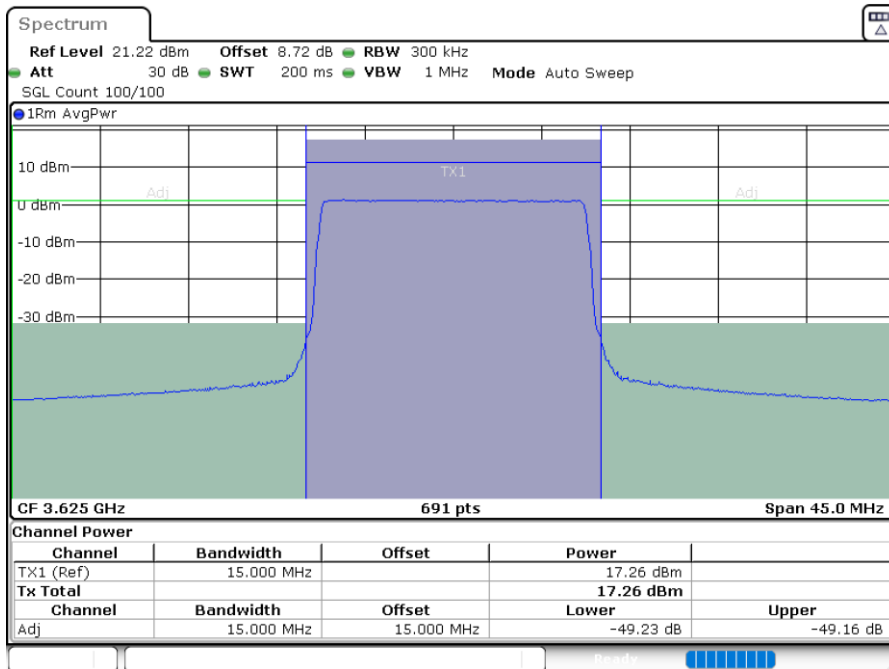 Spectrum
Ref Level 21.22 dBm Offset 8.72 dB RBW 300 kHz
Att 30 dB SWT 200 ms VBW 1 MHz Mode Auto Sweep
SGL Count 100/100
1Rm AvgPwr
10 dBm
TX1
Adj Adj
0 dBm
-10 dBm
-20 dBm
-30 dBm
CF 3.625 GHz 691 pts Span 45.0 MHz
Channel Power
Channel Bandwidth Offset Power
TX1 (Ref) 15.000 MHz 17.26 dBm
Tx Total 17.26 dBm
Channel Bandwidth Offset Lower Upper
Adj 15.000 MHz 15.000 MHz -49.23 dB -49.16 dB
Ready